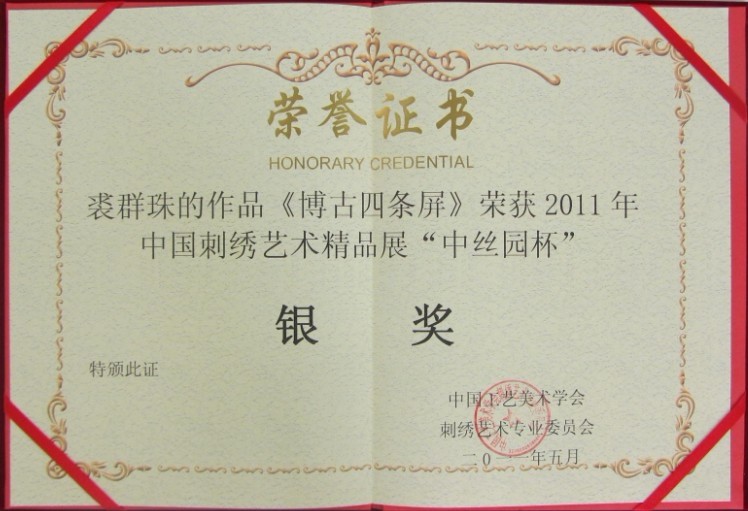 荣誉证书
HONORARY CREDENTIAL
裘群珠的作品《博古四条屏》荣获 2011 年
中国刺绣艺术精品展“中丝园杯”
银 奖
特颁此证
中国工艺美术学会
刺绣艺术专业委员会
二0一一年五月